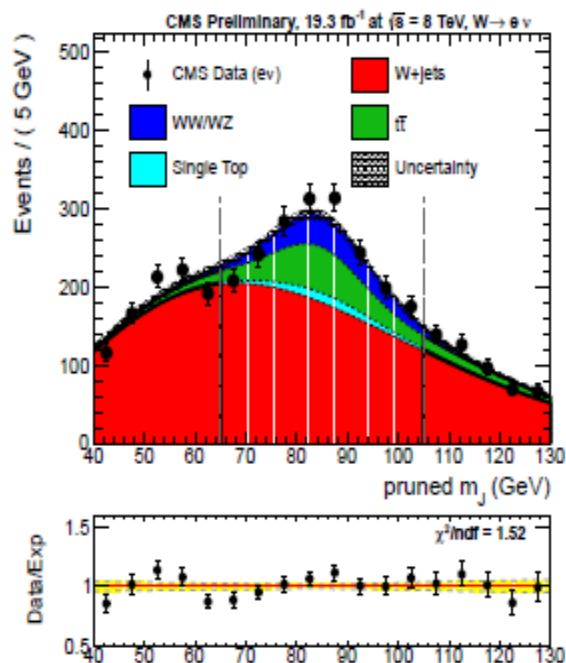 CMS Preliminary, 19.3 fb⁻¹ at √s = 8 TeV, W→ e ν
Events / ( 5 GeV )
500
400
300
200
100
0
CMS Data (eν)
W+jets
WW/WZ
tt̄
Single Top
Uncertainty
40 50 60 70 80 90 100 110 120 130
pruned m_J (GeV)
Data/Exp
1.5
1
0.5
χ²/ndf = 1.52
40 50 60 70 80 90 100 110 120 130